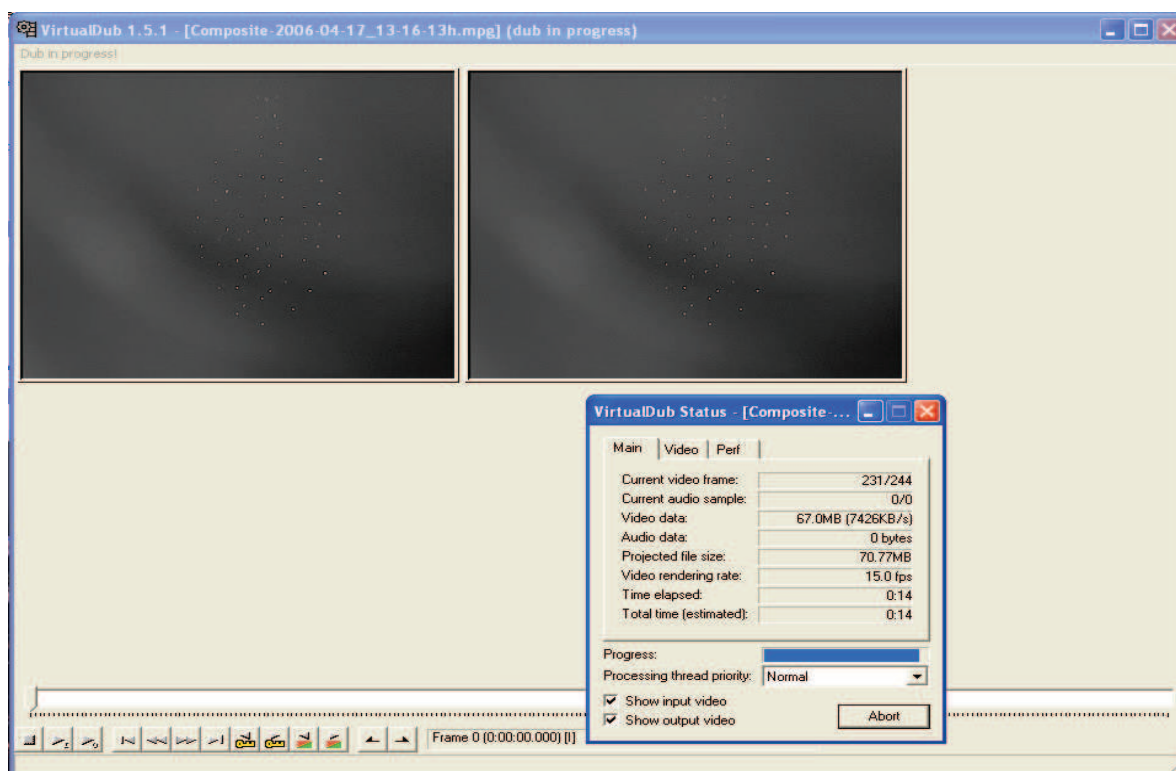 VirtualDub 1.5.1 - [Composite-2006-04-17_13-16-13h.mpg] (dub in progress)
Dub in progress!
VirtualDub Status - [Composite-...
Main Video Perf
Current video frame: 231/244
Current audio sample: 0/0
Video data: 67.0MB (7426KB/s)
Audio data: 0 bytes
Projected file size: 70.77MB
Video rendering rate: 15.0 fps
Time elapsed: 0:14
Total time (estimated): 0:14
Progress:
Processing thread priority: Normal
Show input video
Show output video
Abort
Frame 0 (0:00:00.000) [I]